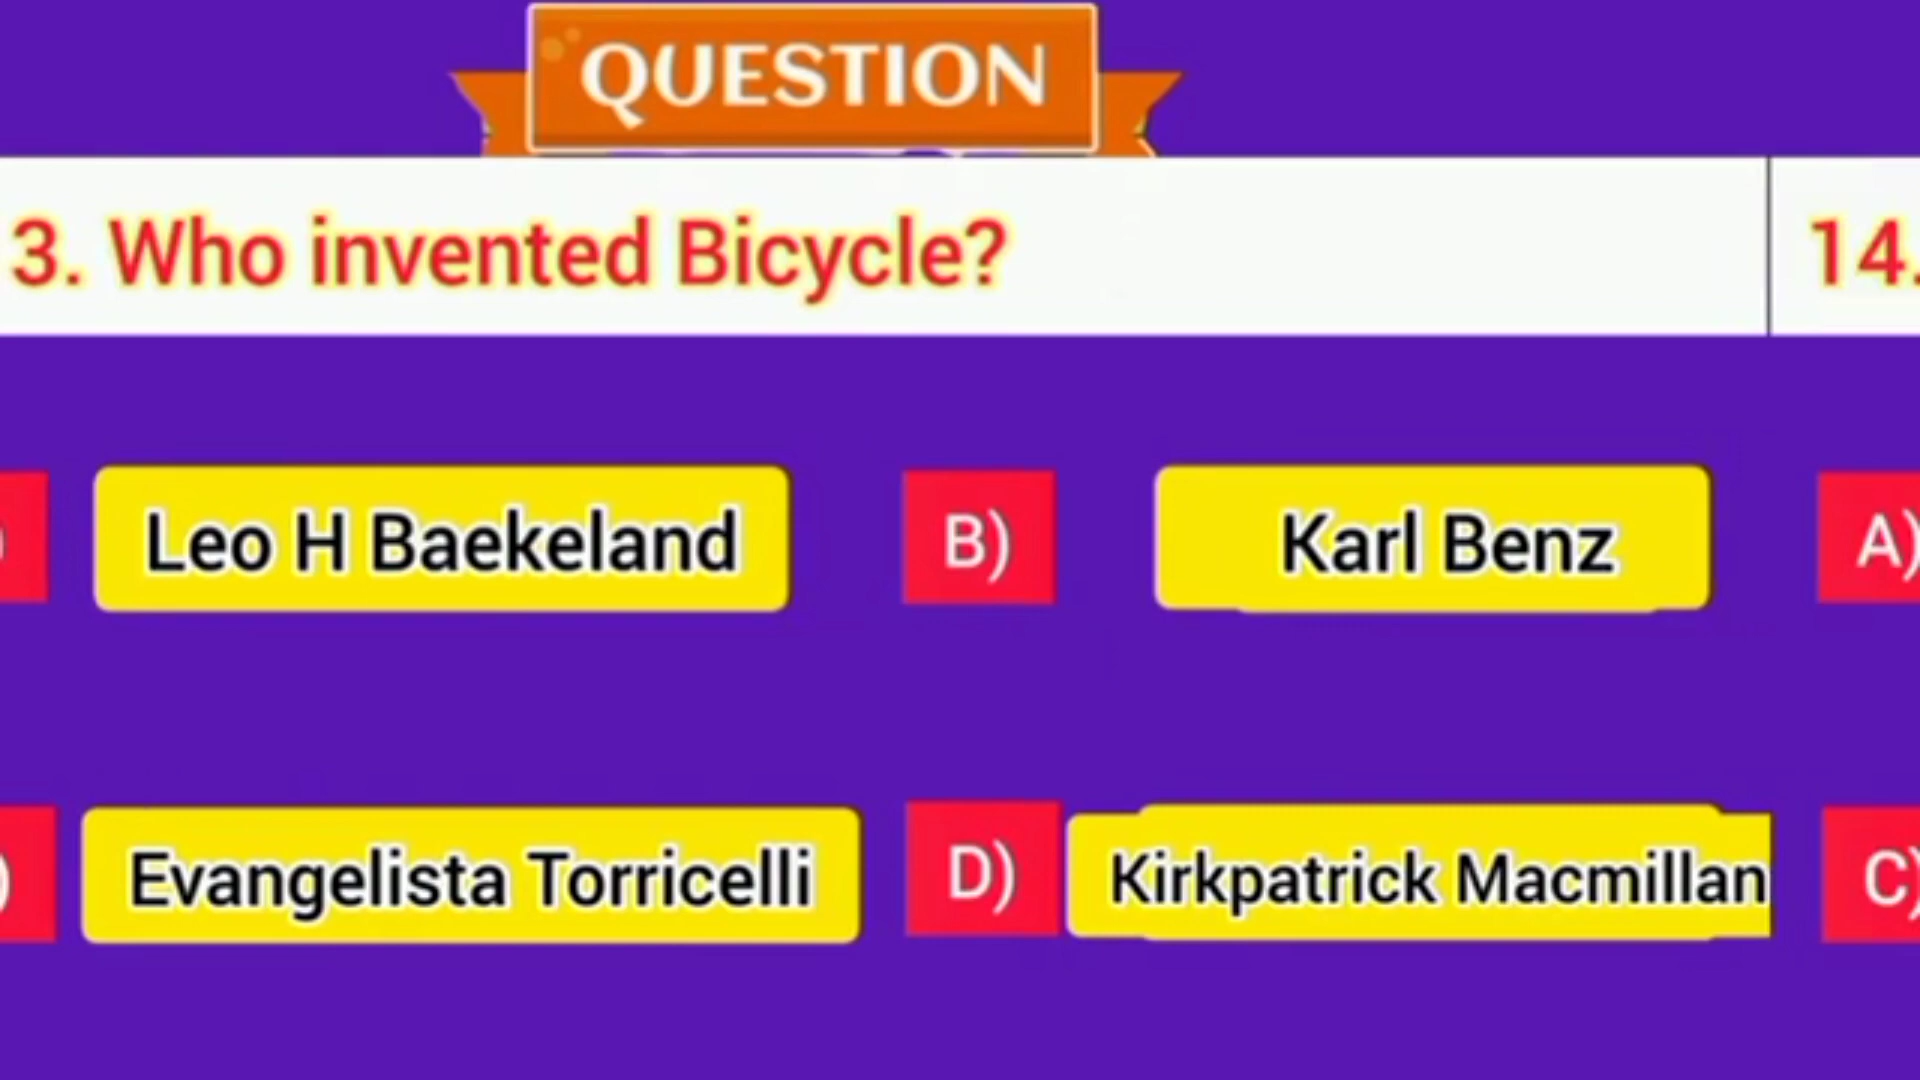 QUESTION
3. Who invented Bicycle?
14.
Leo H Baekeland
B)
Karl Benz
A)
)
Evangelista Torricelli
D)
Kirkpatrick Macmillan
C)